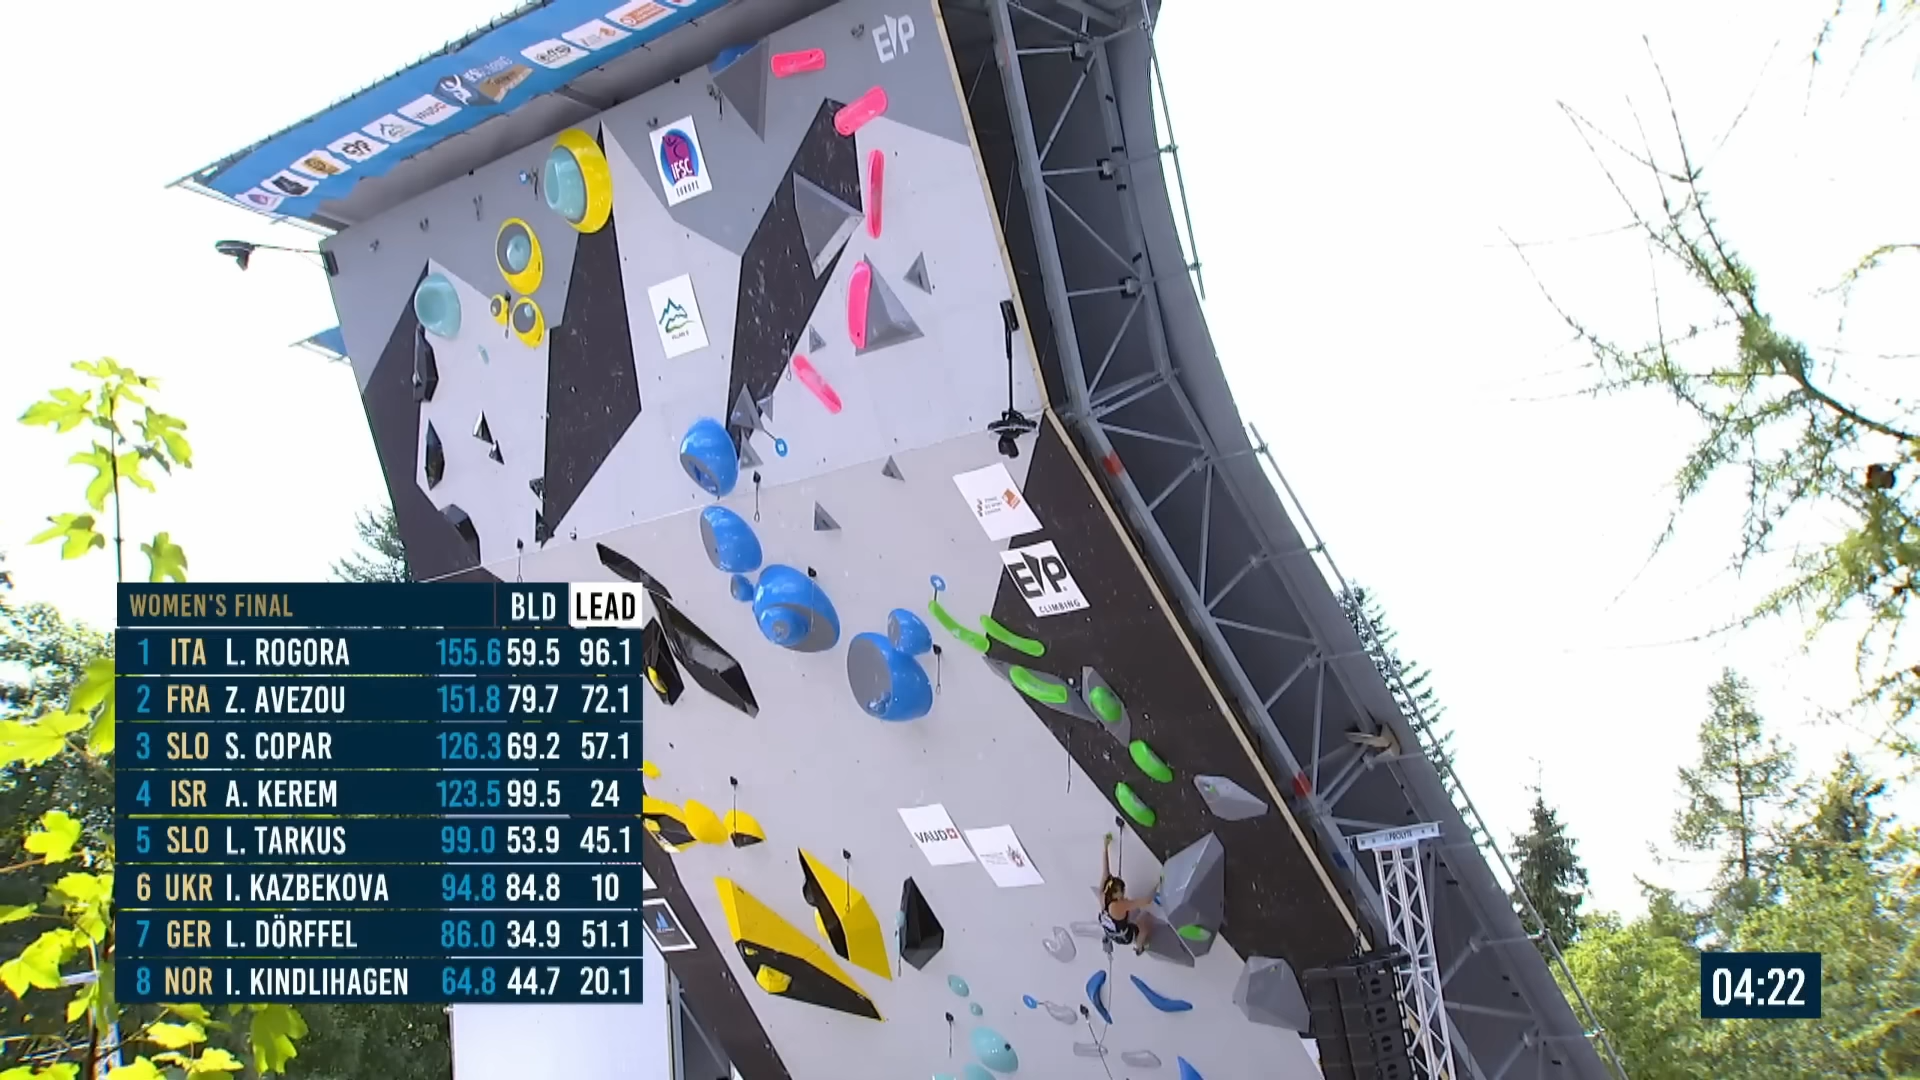 E/P
IFSC
EUROPE
E/P
CLIMBING
VAUDE
WOMEN'S FINAL BLD LEAD
1 ITA L. ROGORA 155.6 59.5 96.1
2 FRA Z. AVEZOU 151.8 79.7 72.1
3 SLO S. COPAR 126.3 69.2 57.1
4 ISR A. KEREM 123.5 99.5 24
5 SLO L. TARKUS 99.0 53.9 45.1
6 UKR I. KAZBEKOVA 94.8 84.8 10
7 GER L. DÖRFFEL 86.0 34.9 51.1
8 NOR I. KINDLIHAGEN 64.8 44.7 20.1
PROLYTE
04:22